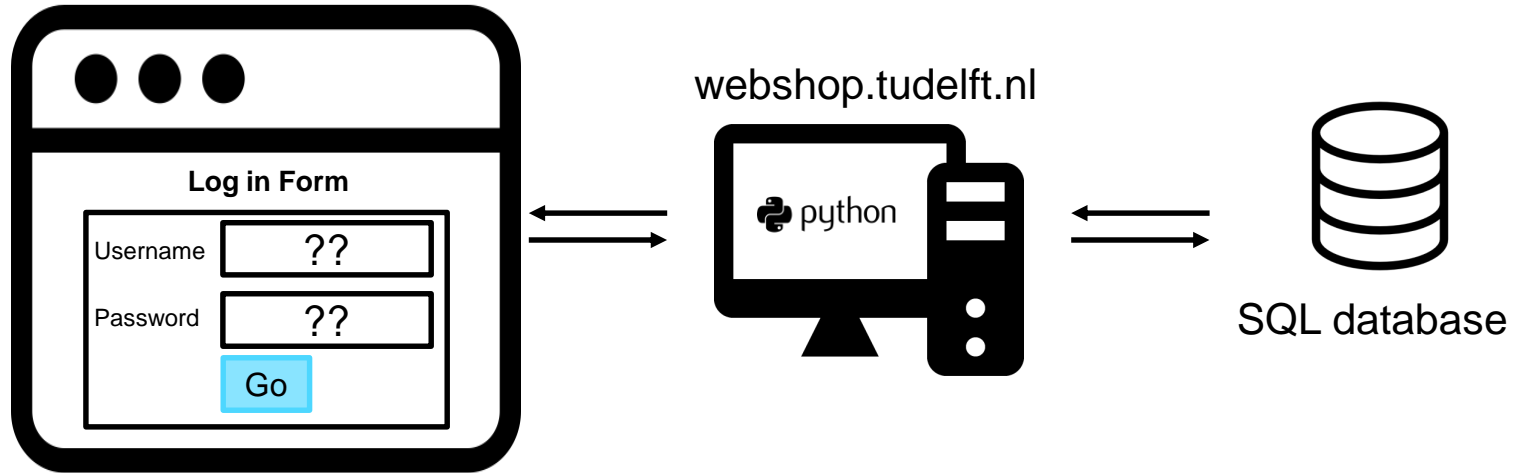 Log in Form
Username ??
Password ??
Go
webshop.tudelft.nl
python
SQL database